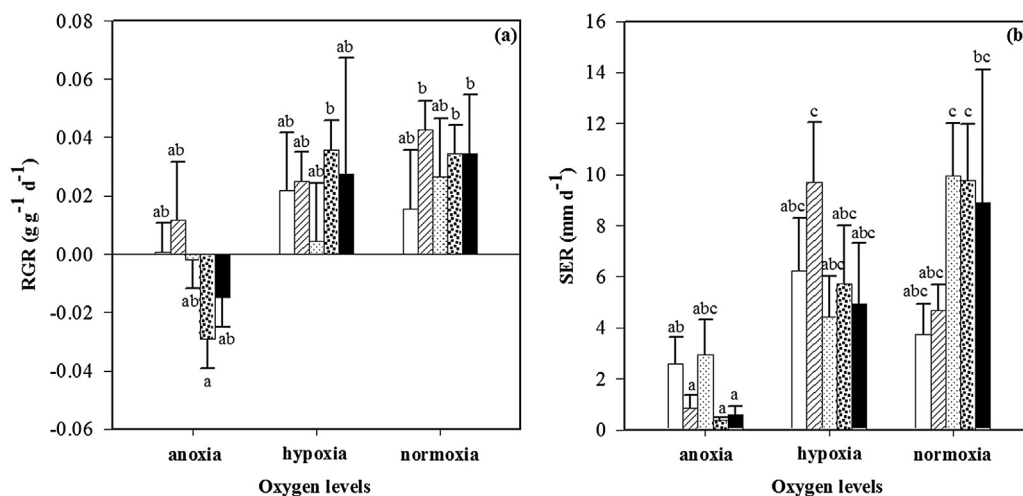 (a)
RGR (g g⁻¹ d⁻¹)
0.08
0.06
0.04
0.02
0.00
-0.02
-0.04
-0.06
ab
ab
ab
a
ab
ab
ab
ab
b
ab
ab
b
ab
b
b
anoxia hypoxia normoxia
Oxygen levels
(b
SER (mm d⁻¹)
16
14
12
10
8
6
4
2
0
ab
a
abc
a
a
abc
c
abc
abc
abc
abc
abc
c
c
bc
anoxia hypoxia normoxia
Oxygen levels